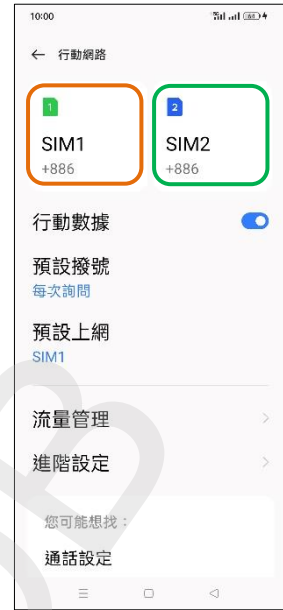 10:00
← 行動網路
1
2
SIM1
SIM2
+886
+886
行動數據
預設撥號
每次詢問
預設上網
SIM1
流量管理
進階設定
您可能想找：
通話設定